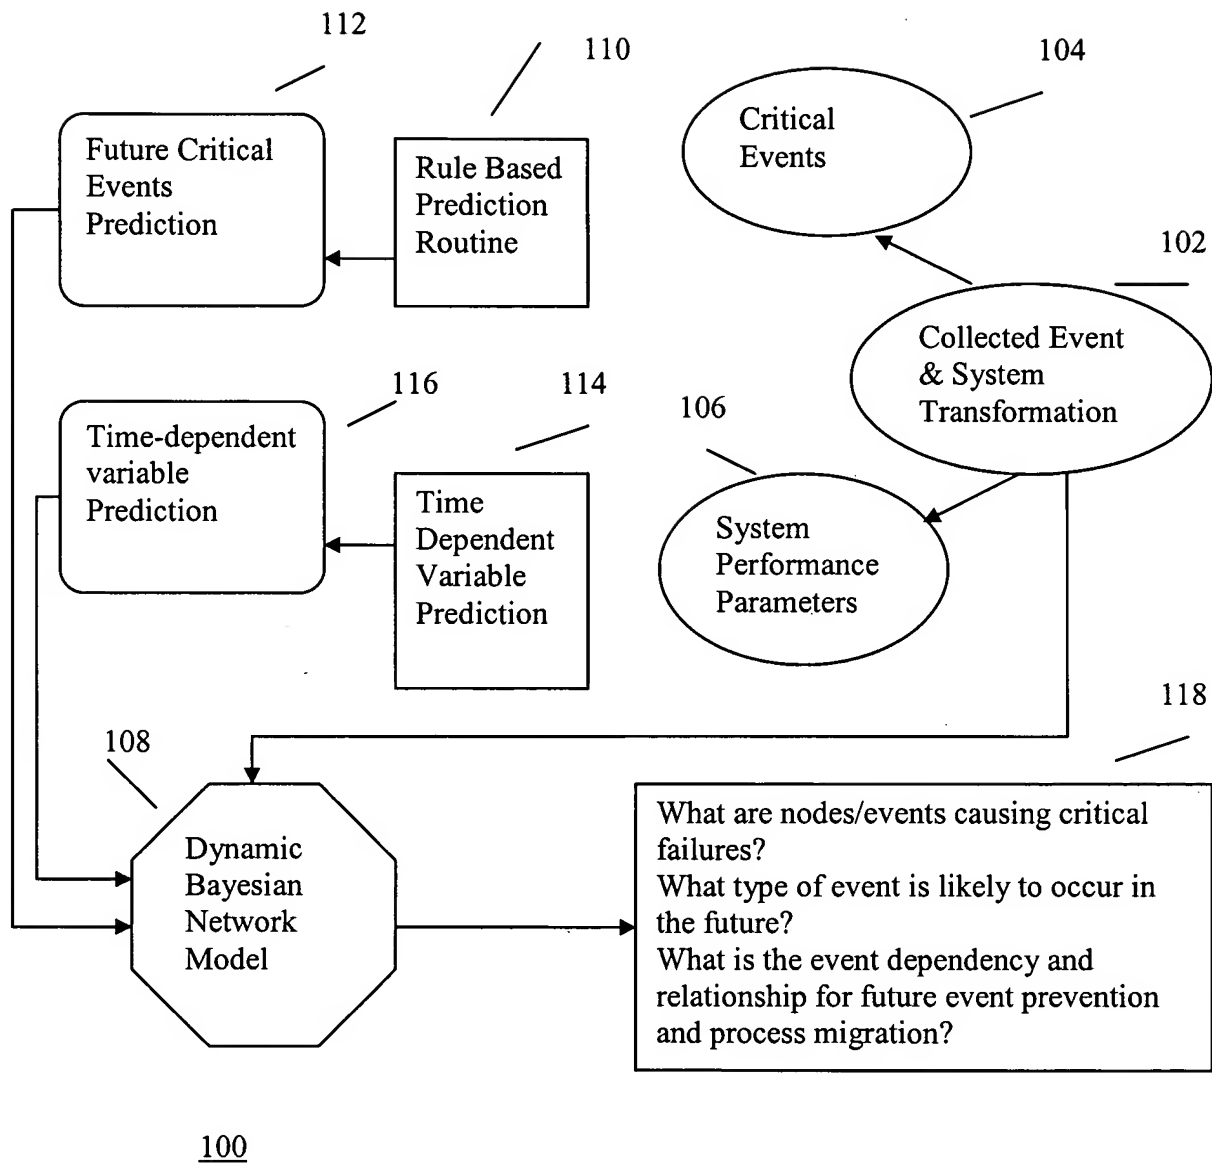 112
110
104
Future Critical
Events
Prediction
Rule Based
Prediction
Routine
Critical
Events
102
Collected Event
& System
Transformation
116
114
106
Time-dependent
variable
Prediction
Time
Dependent
Variable
Prediction
System
Performance
Parameters
118
108
Dynamic
Bayesian
Network
Model
What are nodes/events causing critical
failures?
What type of event is likely to occur in
the future?
What is the event dependency and
relationship for future event prevention
and process migration?
100